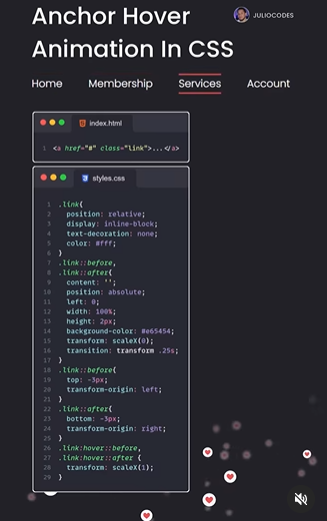 Anchor Hover
JULIOCODES
Animation In CSS
Home Membership Services Account
index.html
1 <a href="#" class="link">...</a>
styles.css
1 .link{
2 position: relative;
3 display: inline-block;
4 text-decoration: none;
5 color: #fff;
6 }
7 .link::before,
8 .link::after{
9 content: '';
10 position: absolute;
11 left: 0;
12 width: 100%;
13 height: 2px;
14 background-color: #e65454;
15 transform: scaleX(0);
16 transition: transform .25s;
17 }
18 .link::before{
19 top: -3px;
20 transform-origin: left;
21 }
22 .link::after{
23 bottom: -3px;
24 transform-origin: right;
25 }
26 .link:hover::before,
27 .link:hover::after {
28 transform: scaleX(1);
29 }